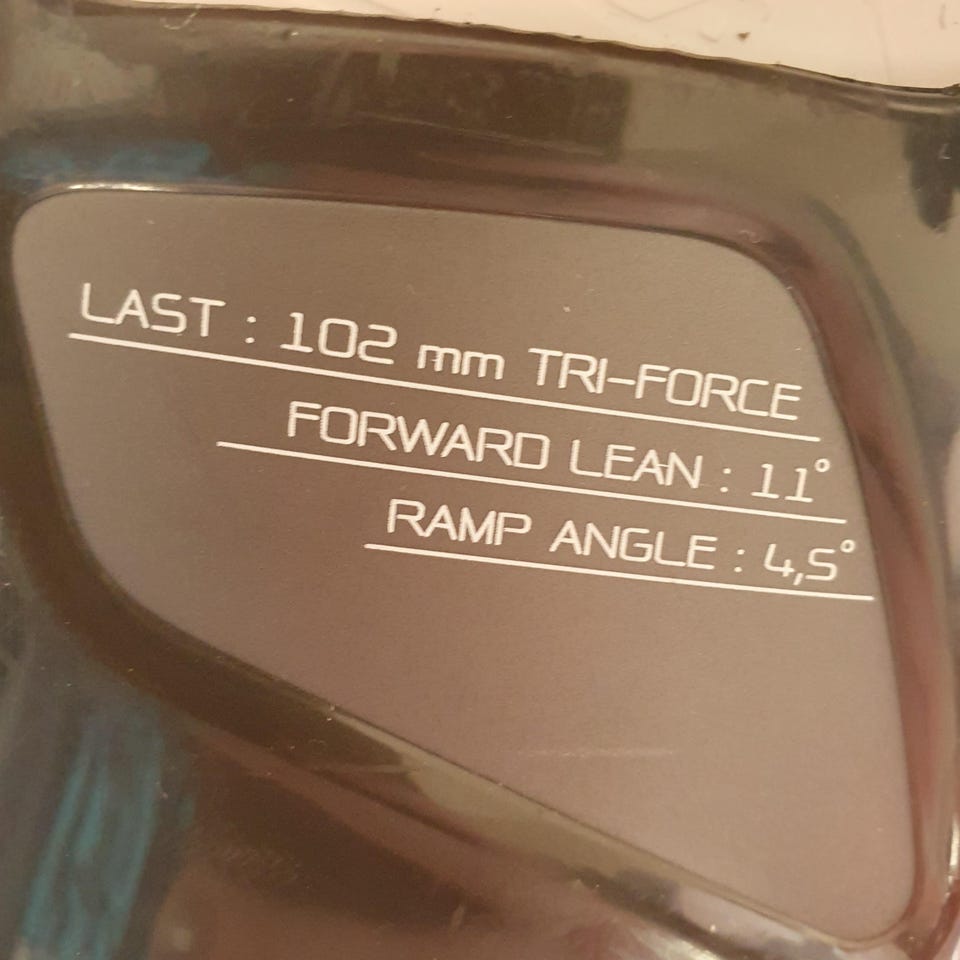 LAST : 102 mm TRI-FORCE
FORWARD LEAN : 11°
RAMP ANGLE : 4,5°